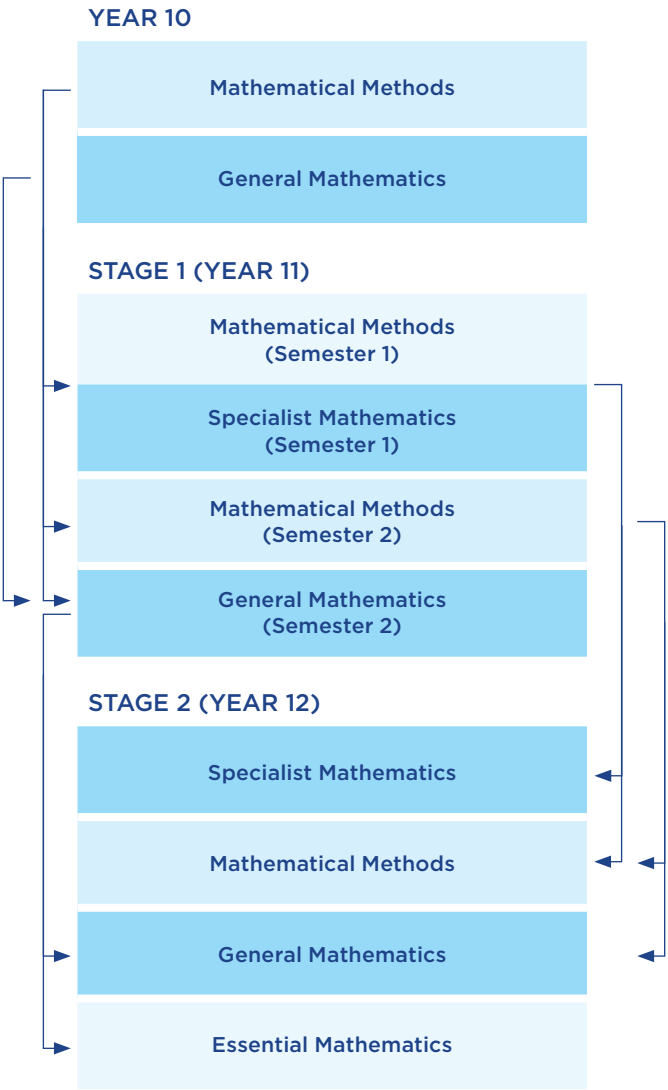 YEAR 10
Mathematical Methods
General Mathematics
STAGE 1 (YEAR 11)
Mathematical Methods
(Semester 1)
Specialist Mathematics
(Semester 1)
Mathematical Methods
(Semester 2)
General Mathematics
(Semester 2)
STAGE 2 (YEAR 12)
Specialist Mathematics
Mathematical Methods
General Mathematics
Essential Mathematics